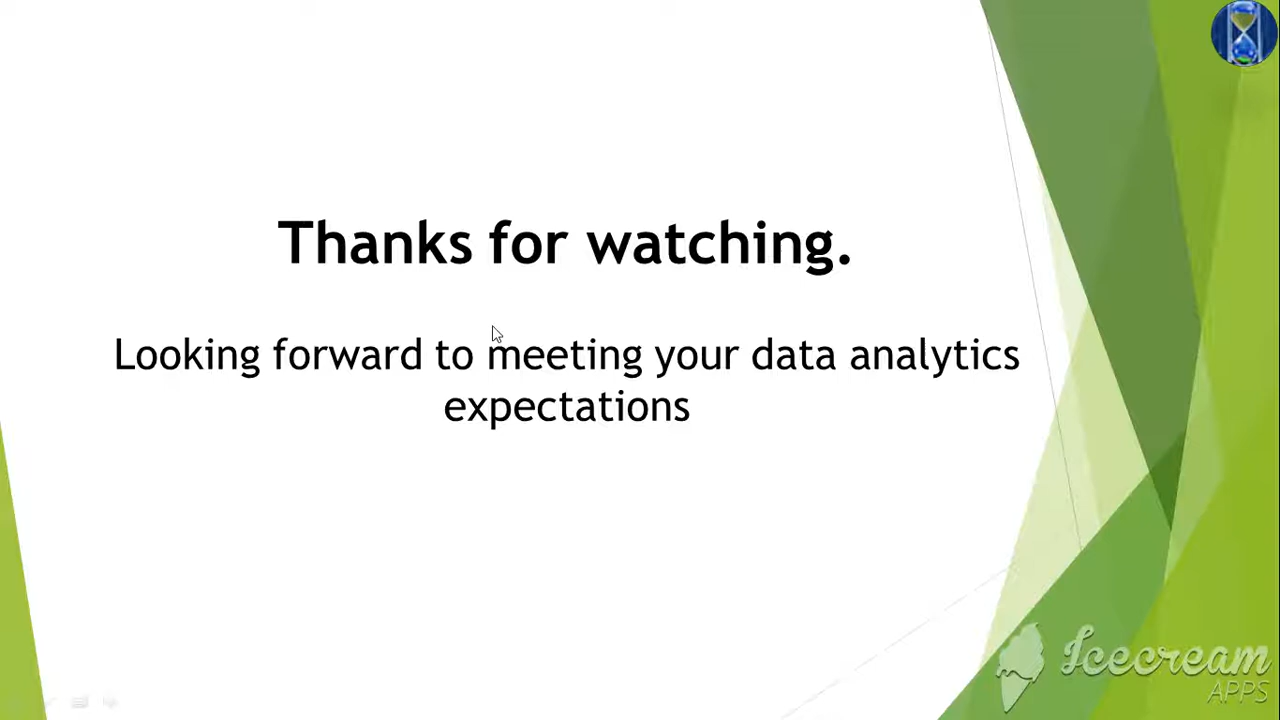 Thanks for watching.
Looking forward to meeting your data analytics
expectations
Icecream
APPS